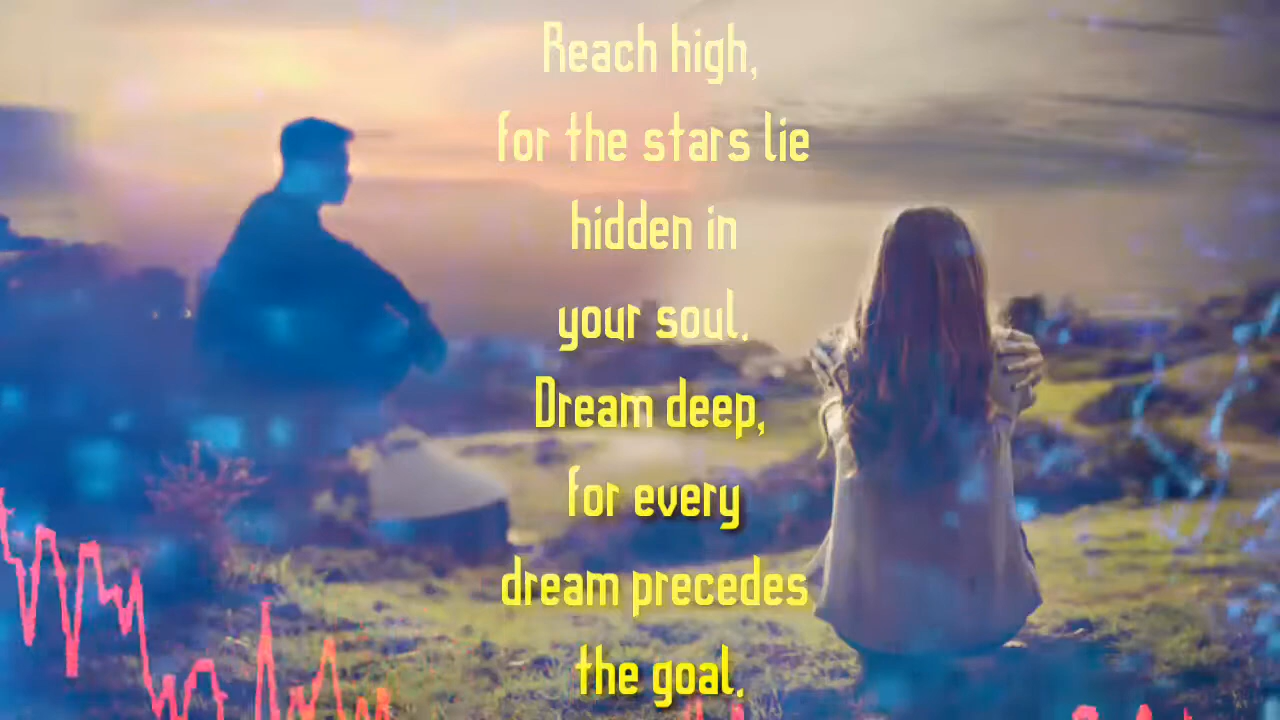 Reach high,
for the stars lie
hidden in
your soul.
Dream deep,
for every
dream precedes
the goal.